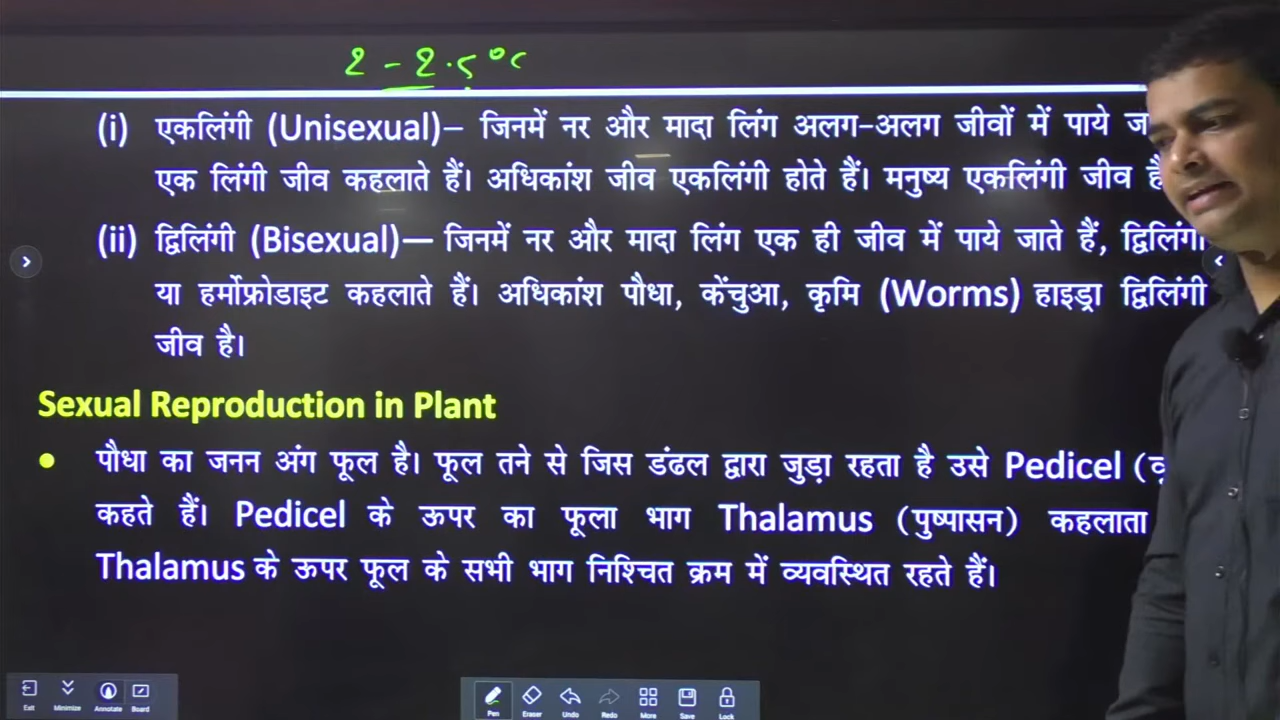 2 - 2.5°C
(i) एकलिंगी (Unisexual)– जिनमें नर और मादा लिंग अलग-अलग जीवों में पाये
एक लिंगी जीव कहलाते हैं। अधिकांश जीव एकलिंगी होते हैं। मनुष्य एकलिंगी जीव
(ii) द्विलिंगी (Bisexual)— जिनमें नर और मादा लिंग एक ही जीव में पाये जाते हैं, द्विलिंगी
या हर्मोफ्रोडाइट कहलाते हैं। अधिकांश पौधा, केंचुआ, कृमि (Worms) हाइड्रा द्विलिंगी
जीव है।
Sexual Reproduction in Plant
• पौधा का जनन अंग फूल है। फूल तने से जिस डंढल द्वारा जुड़ा रहता है उसे Pedicel
कहते हैं। Pedicel के ऊपर का फूला भाग Thalamus (पुष्पासन) कहलाता
Thalamus के ऊपर फूल के सभी भाग निश्चित क्रम में व्यवस्थित रहते हैं।
Exit Minimize Annotate Board Pen Eraser Undo Redo More Save Lock